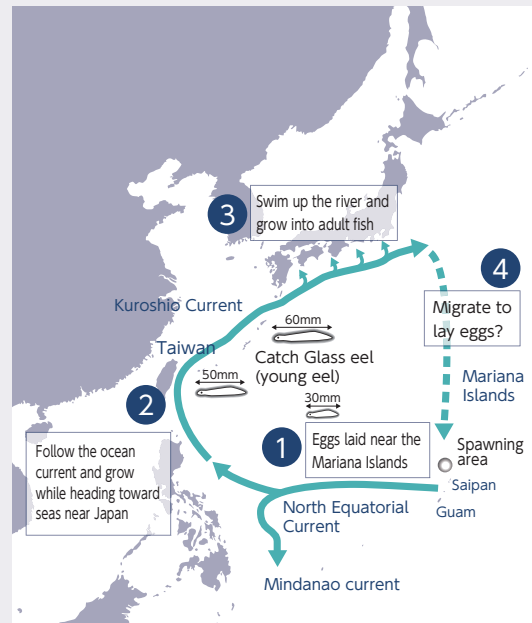 3
Swim up the river and
grow into adult fish
4
Migrate to
lay eggs?
Kuroshio Current
60mm
Taiwan
Catch Glass eel
(young eel)
50mm
Mariana
Islands
30mm
2
1
Eggs laid near the
Mariana Islands
Spawning
area
Follow the ocean
current and grow
while heading toward
seas near Japan
Saipan
North Equatorial
Current
Guam
Mindanao current